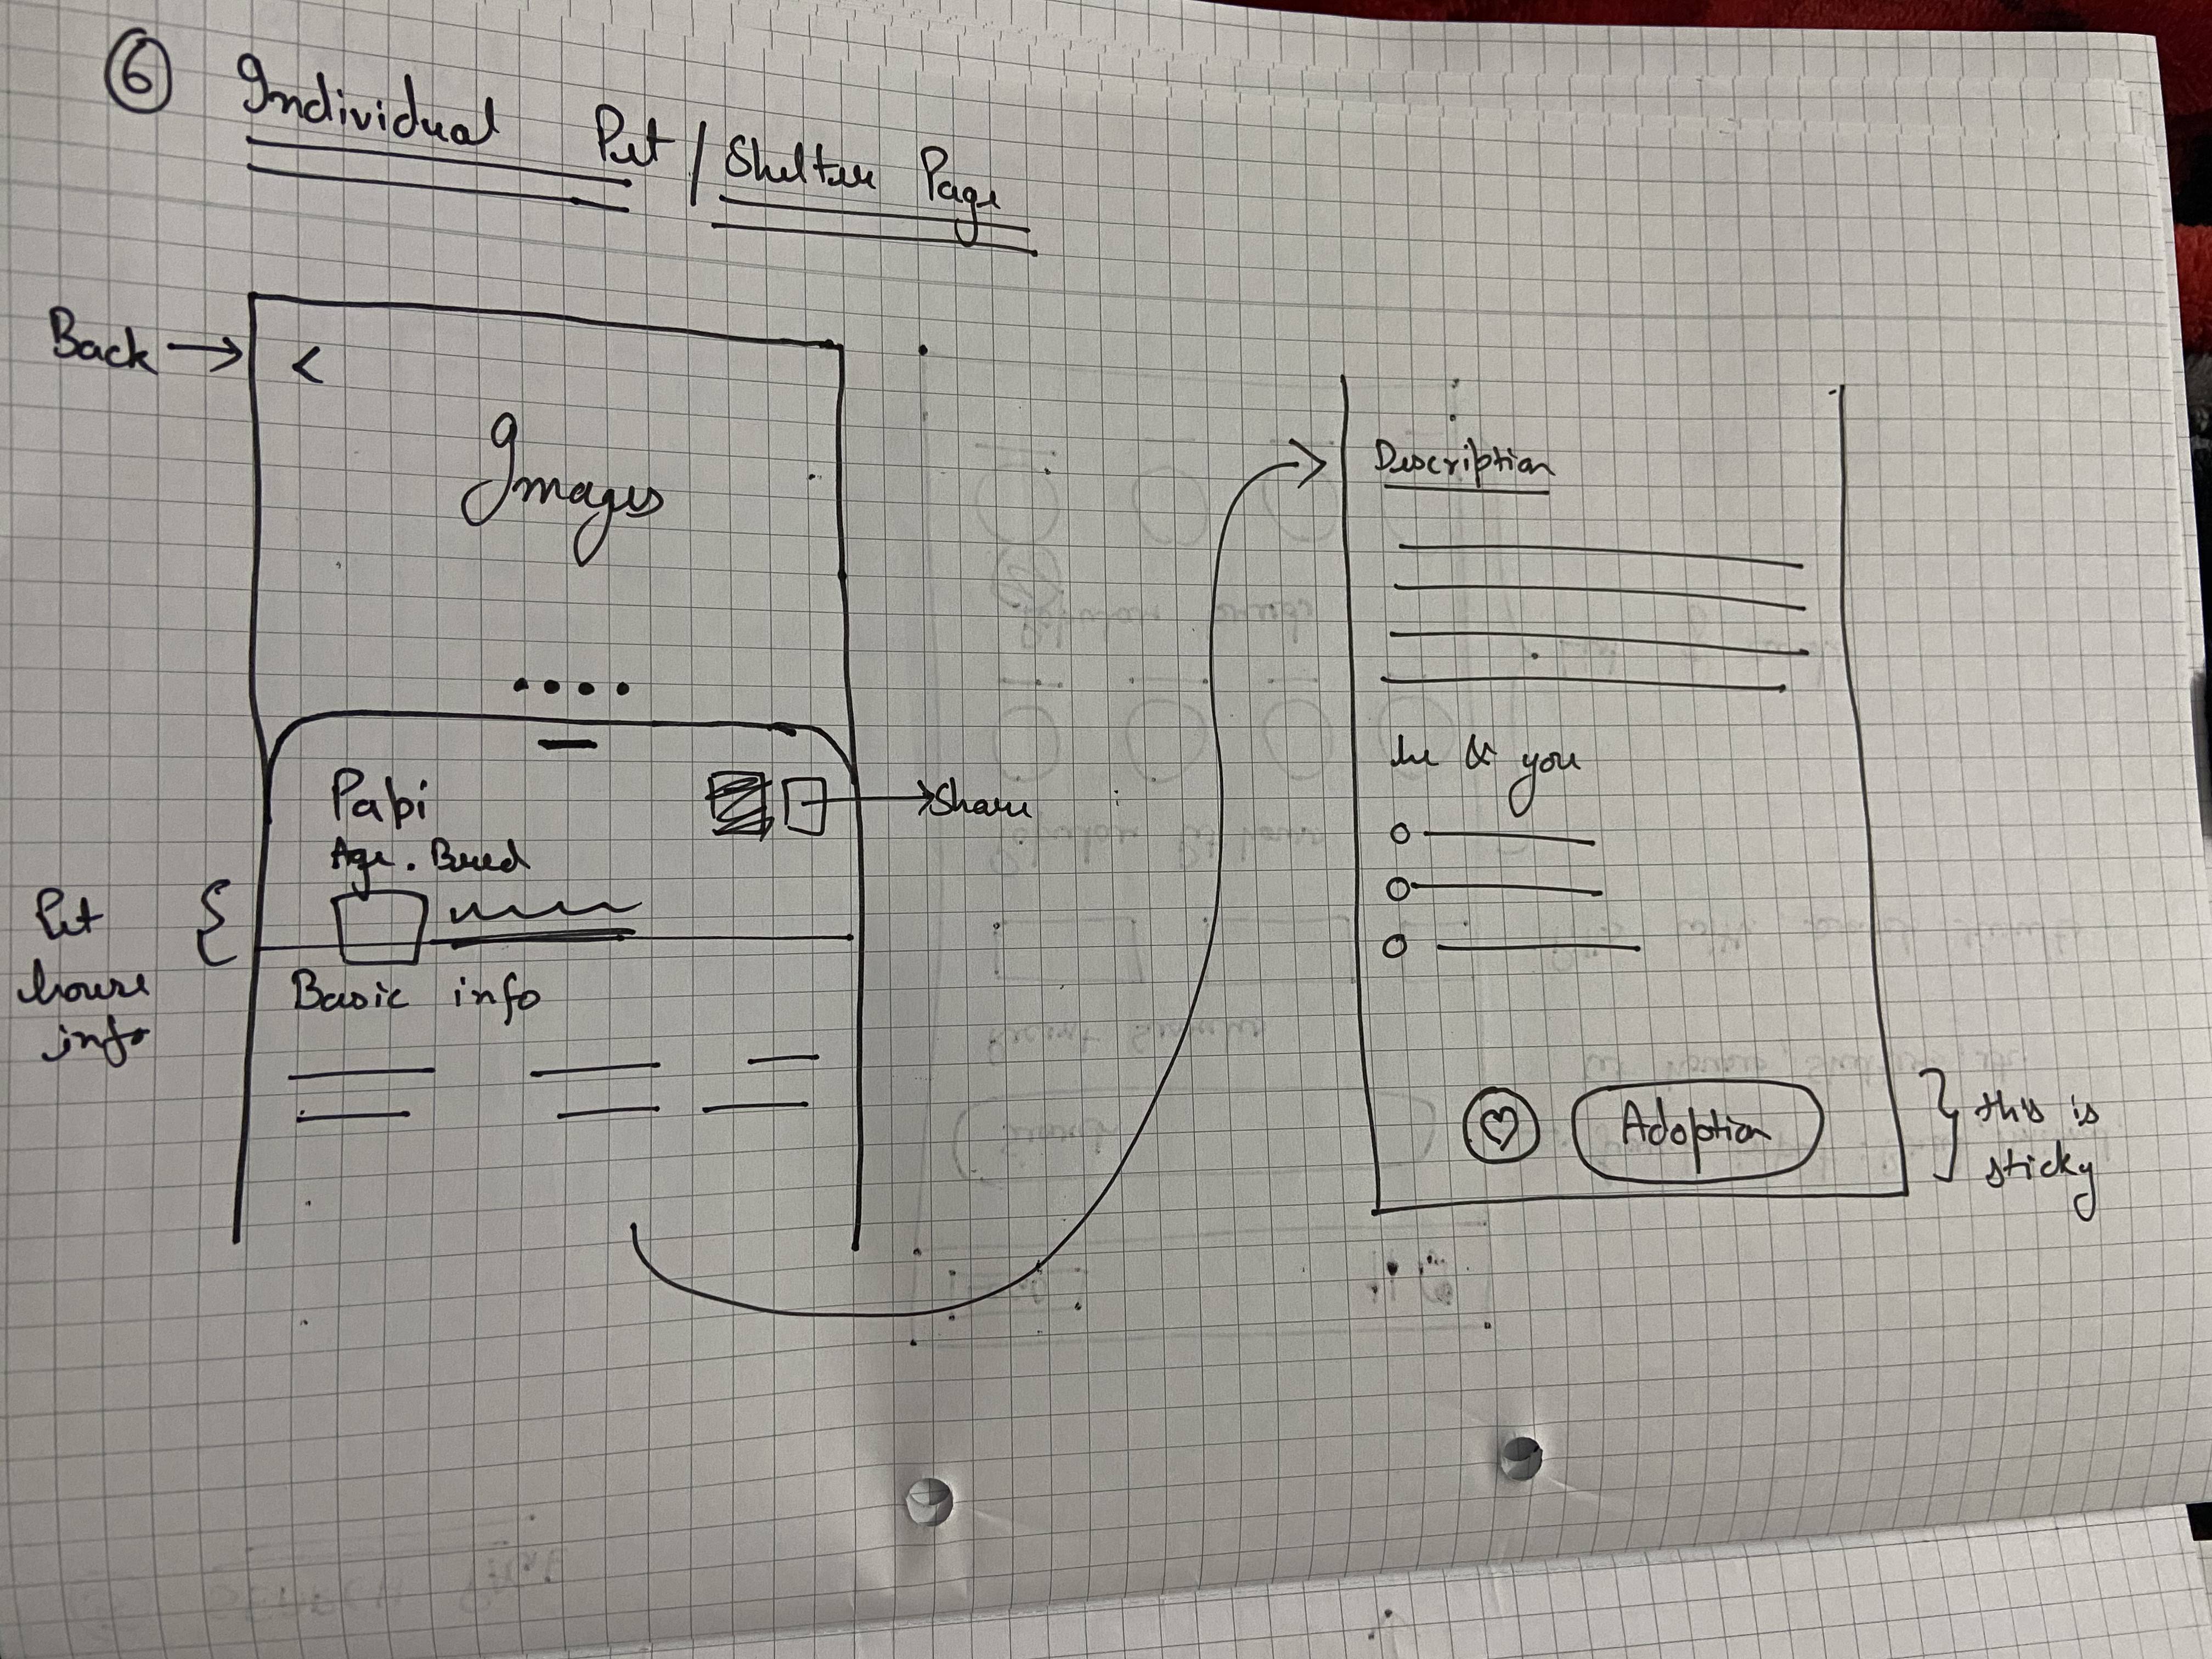 6 Individual Pet / Shelter Page
Back → <
Images
Papi
Share
Age . Breed
Pet
house
info
Basic info
Description
he & you
Adoption
this is
sticky